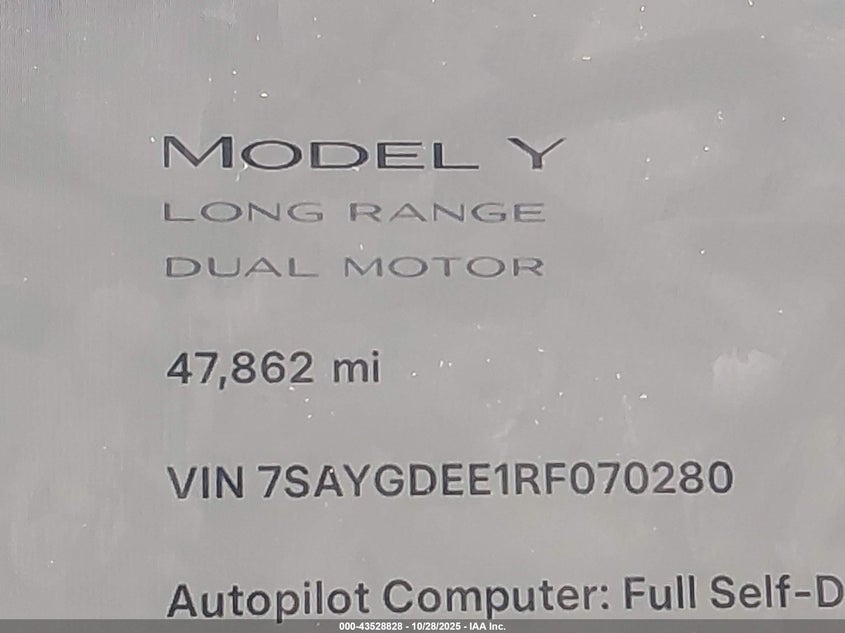 MODEL Y
LONG RANGE
DUAL MOTOR
47,862 mi
VIN 7SAYGDEE1RF070280
Autopilot Computer: Full Self-D
000-43528828 - 10/28/2025 - IAA Inc.